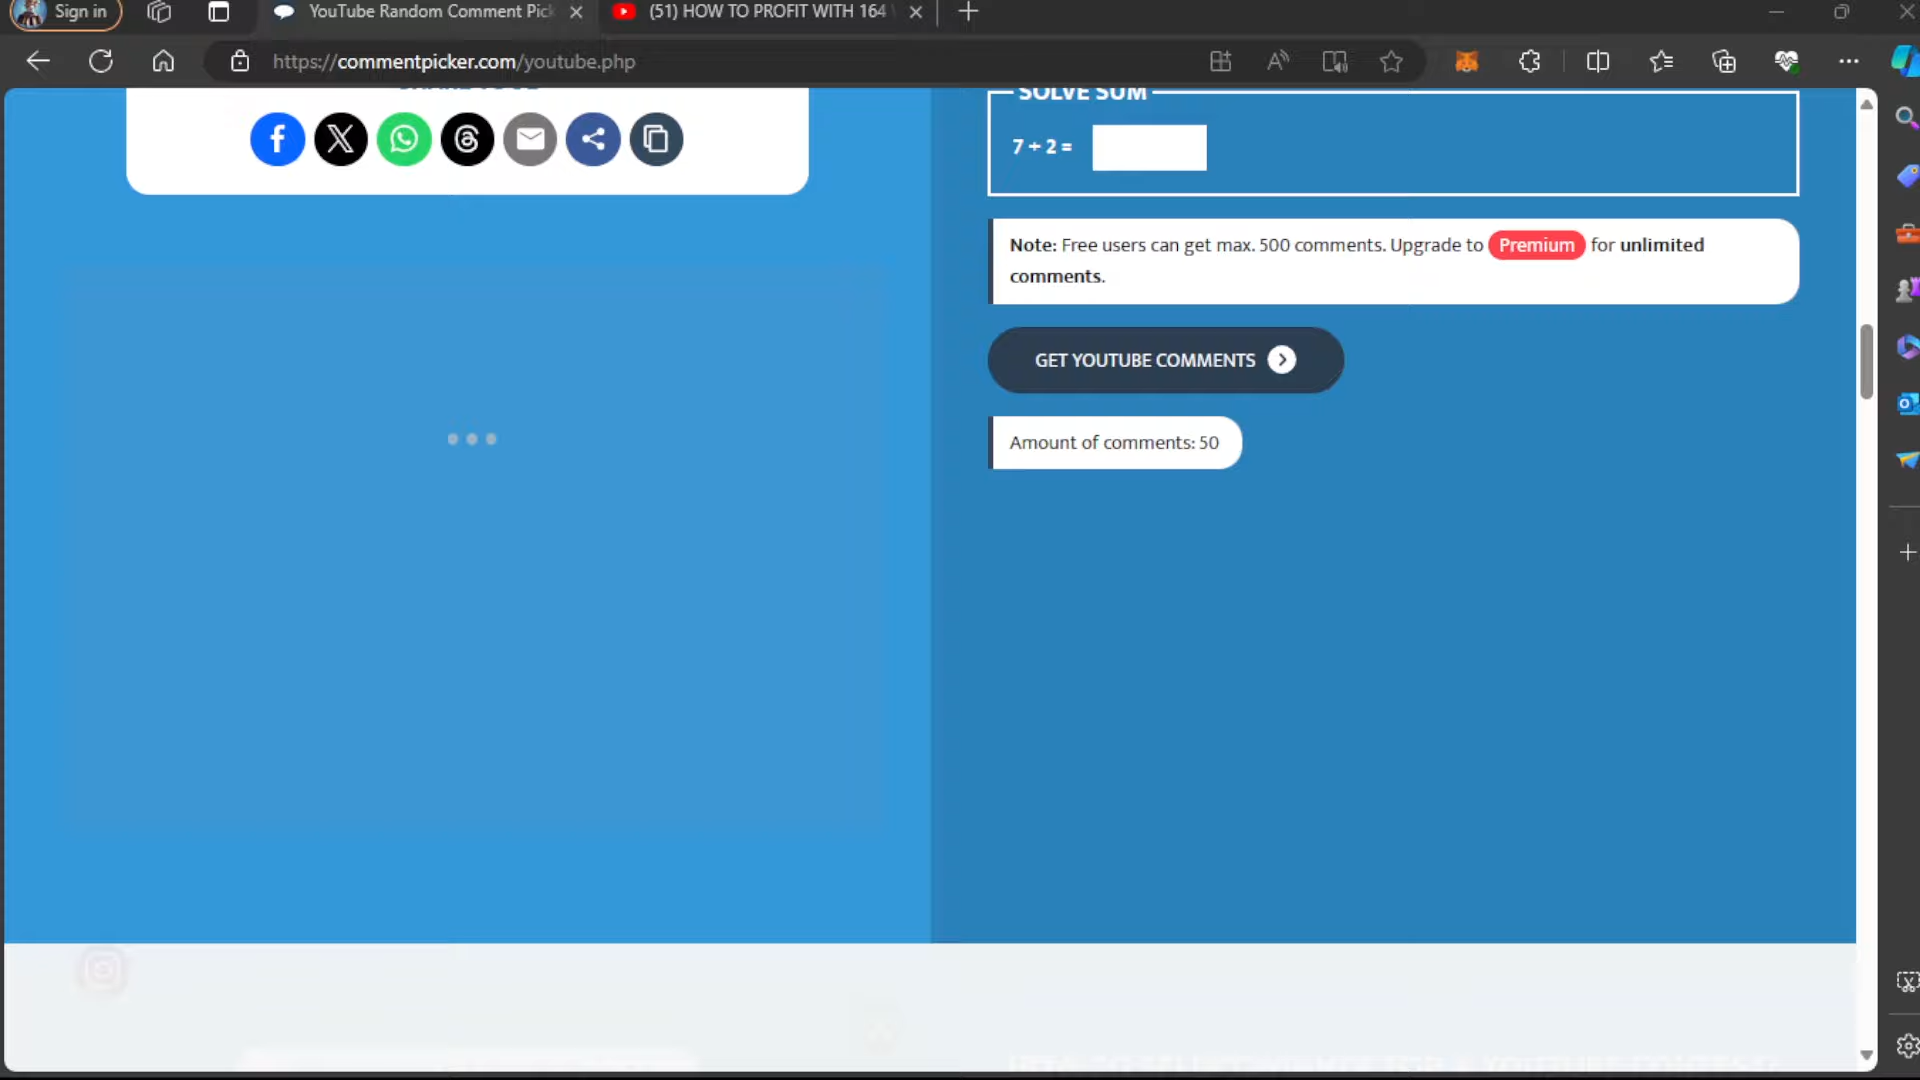 Sign in
YouTube Random Comment Pick
(51) HOW TO PROFIT WITH 164
https://commentpicker.com/youtube.php
SOLVE SUM
7 + 2 =
Note: Free users can get max. 500 comments. Upgrade to Premium for unlimited
comments.
GET YOUTUBE COMMENTS
Amount of comments: 50